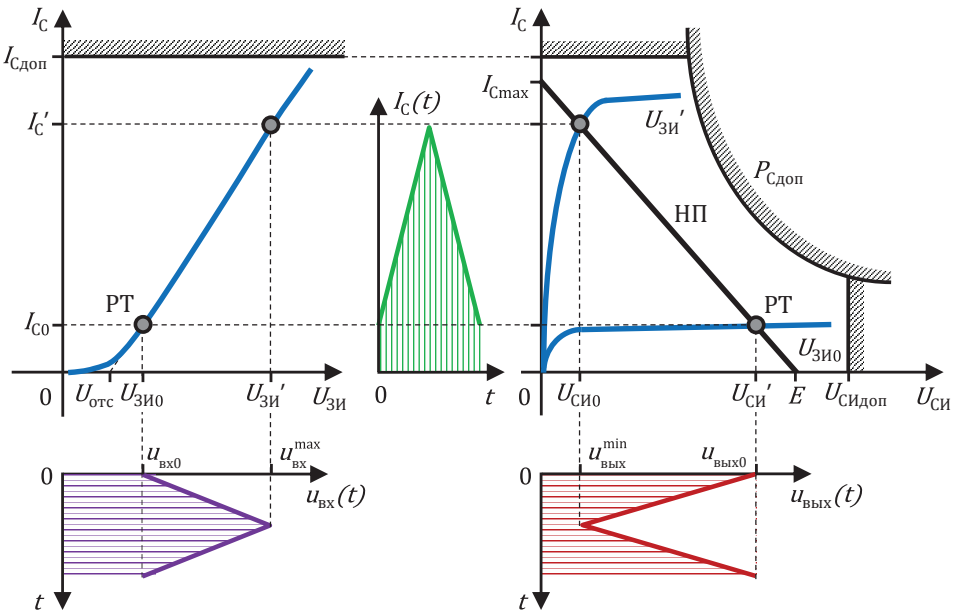 I_C
I_Cдоп
I_C′
РТ
I_C0
0
U_отс
U_ЗИ0
U_ЗИ′
U_ЗИ
I_C(t)
0
t
I_C
I_Cmax
U_ЗИ′
P_Cдоп
НП
РТ
U_ЗИ0
0
U_СИ0
U_СИ′
E
U_СИдоп
U_СИ
0
u_вх0
u_вх^max
u_вх(t)
t
0
u_вых^min
u_вых0
u_вых(t)
t